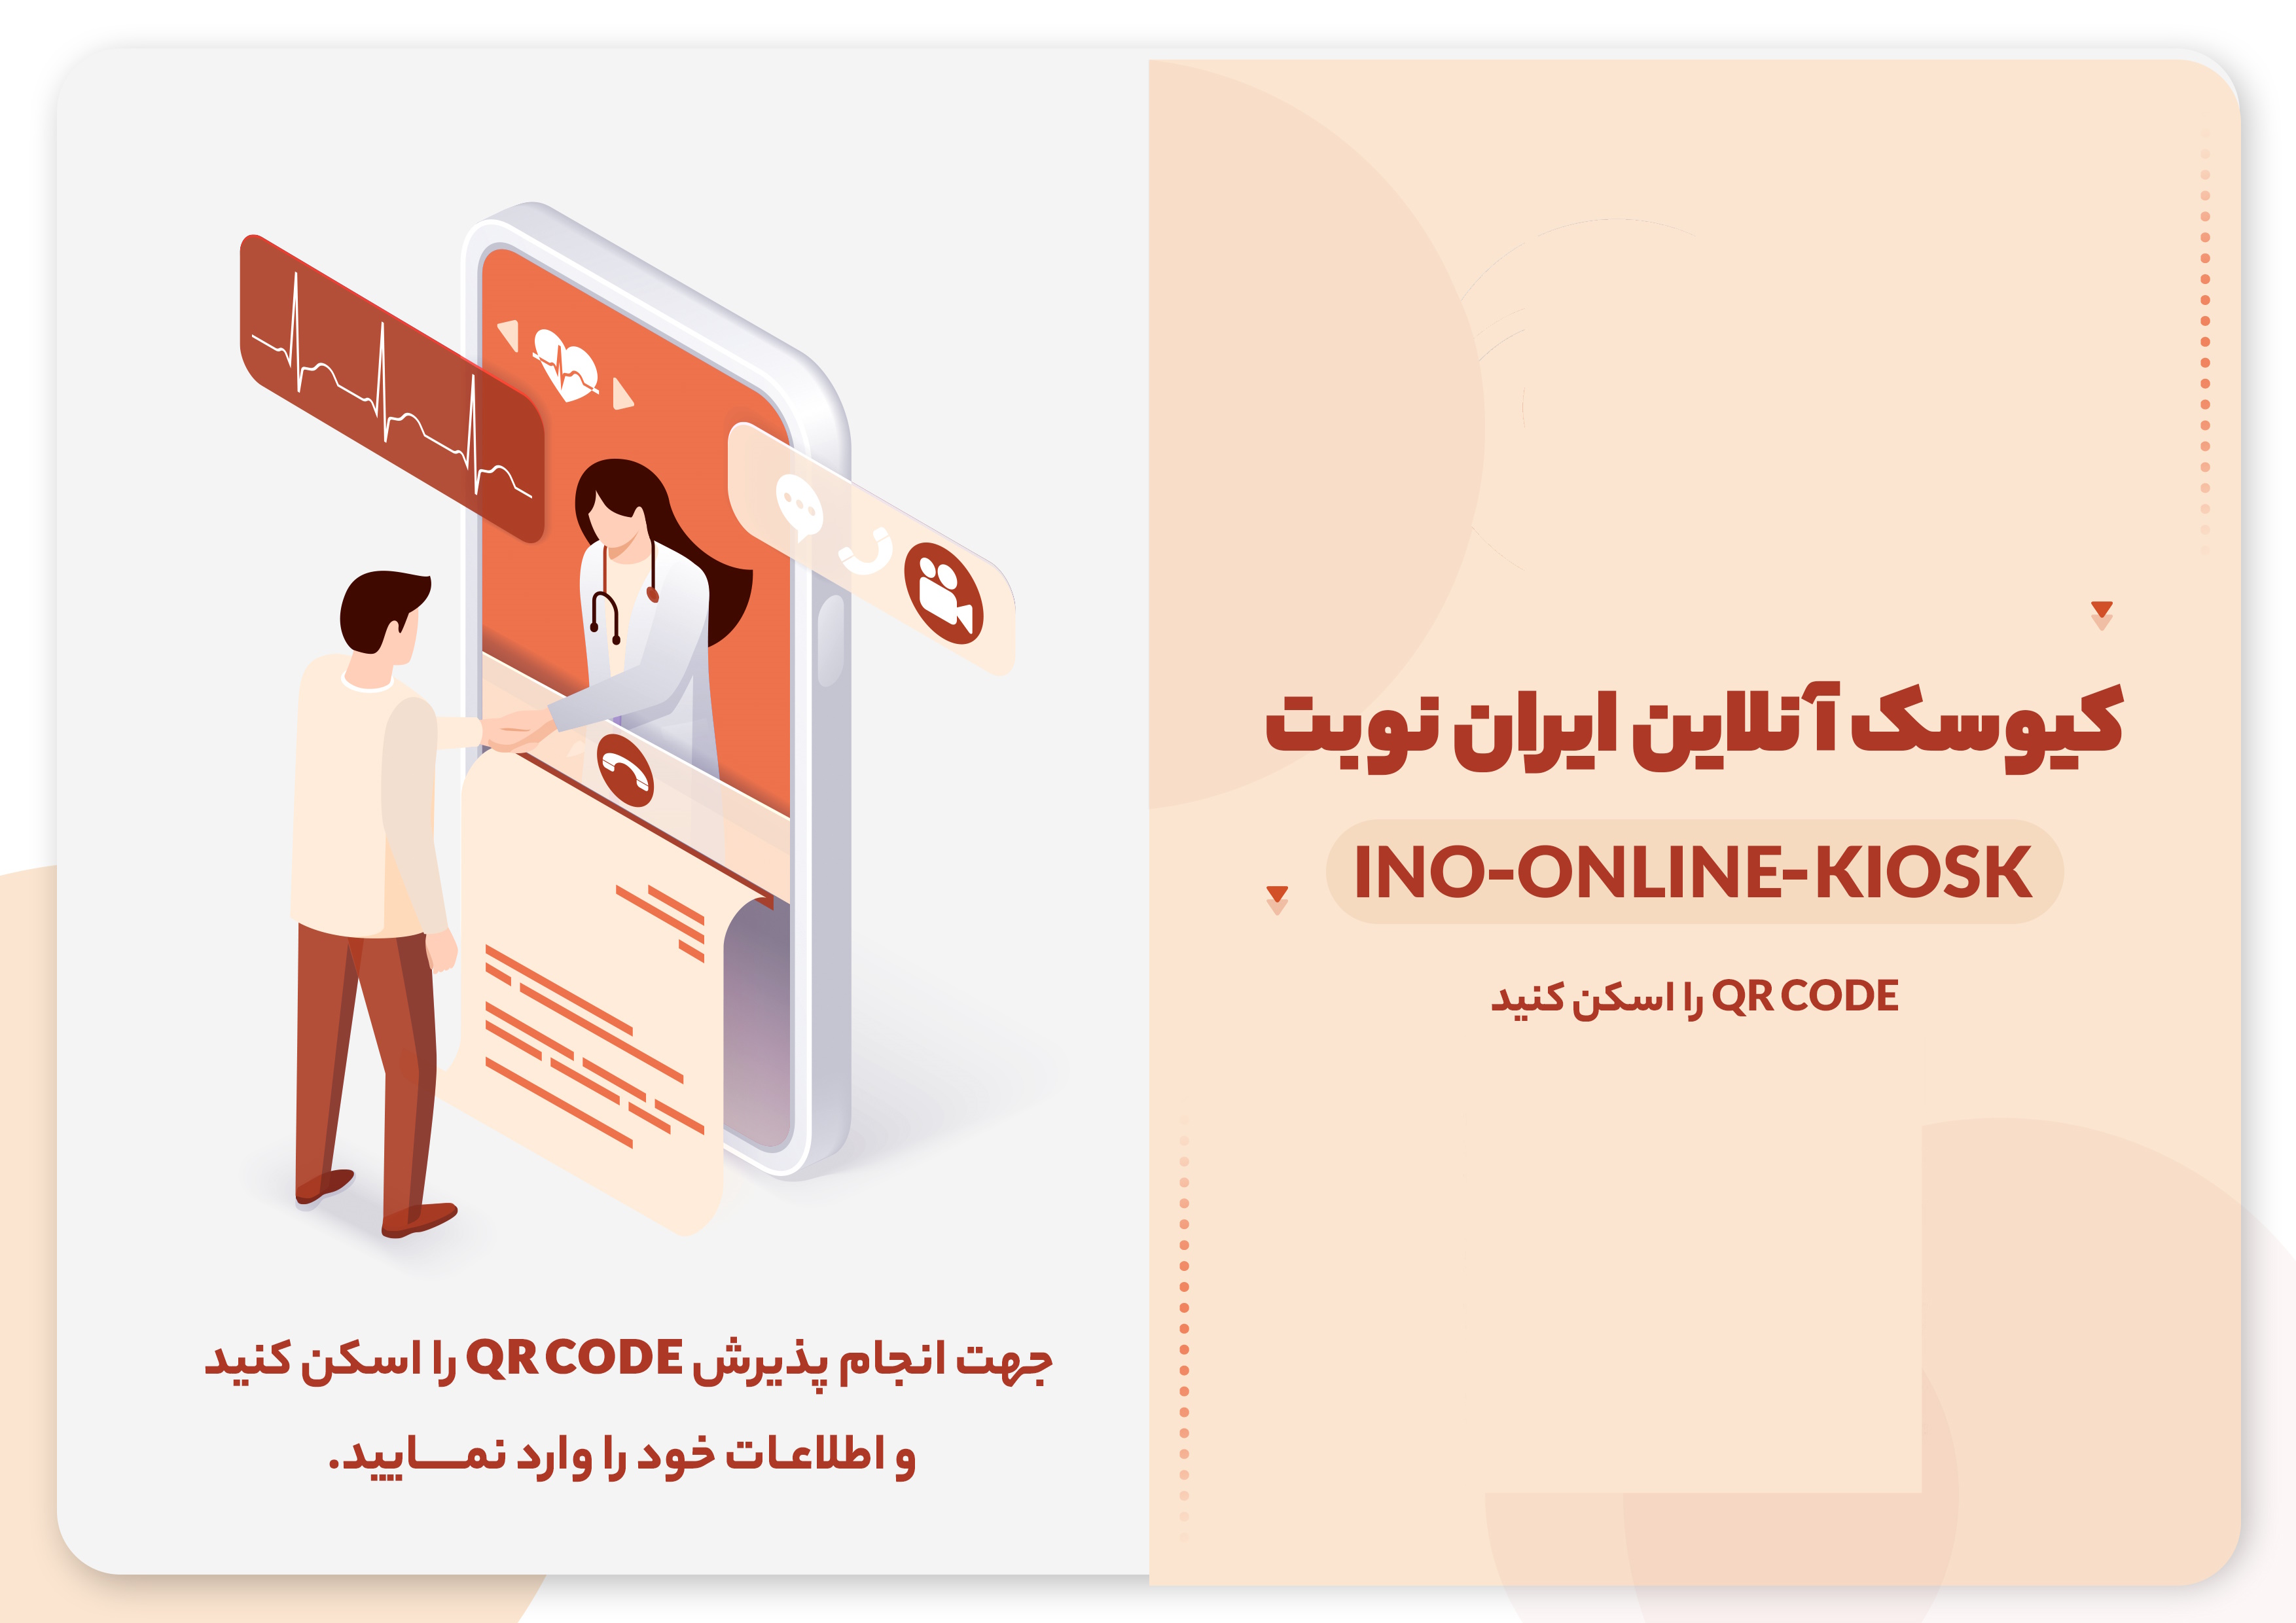 کیوسک آنلاین ایران نوبت
INO-ONLINE-KIOSK
QR CODE را اسکن کنید
جهت انجام پذیرش QR CODE را اسکن کنید
و اطلاعات خود را وارد نمـــایید.